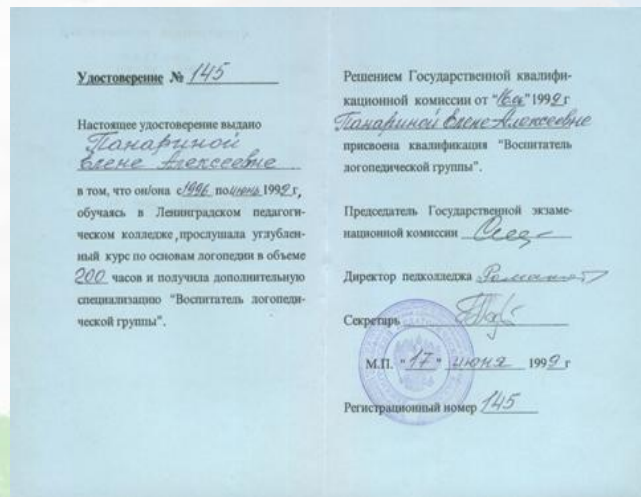 Удостоверение № 145
Настоящее удостоверение выдано
Панариной
Елене Алексеевне
в том, что он/она с 1996 по июнь 1999 г,
обучаясь в Ленинградском педагоги-
ческом колледже, прослушала углублен-
ный курс по основам логопедии в объеме
200 часов и получила дополнительную
специализацию "Воспитатель логопеди-
ческой группы".
Решением Государственной квалифи-
кационной комиссии от "16 1999 г
Панариной Елене Алексеевне
присвоена квалификация "Воспитатель
логопедической группы".
Председатель Государственной экзаме-
национной комиссии
Директор педколледжа
Секретарь
М.П. "17" июня 1999 г
Регистрационный номер 145